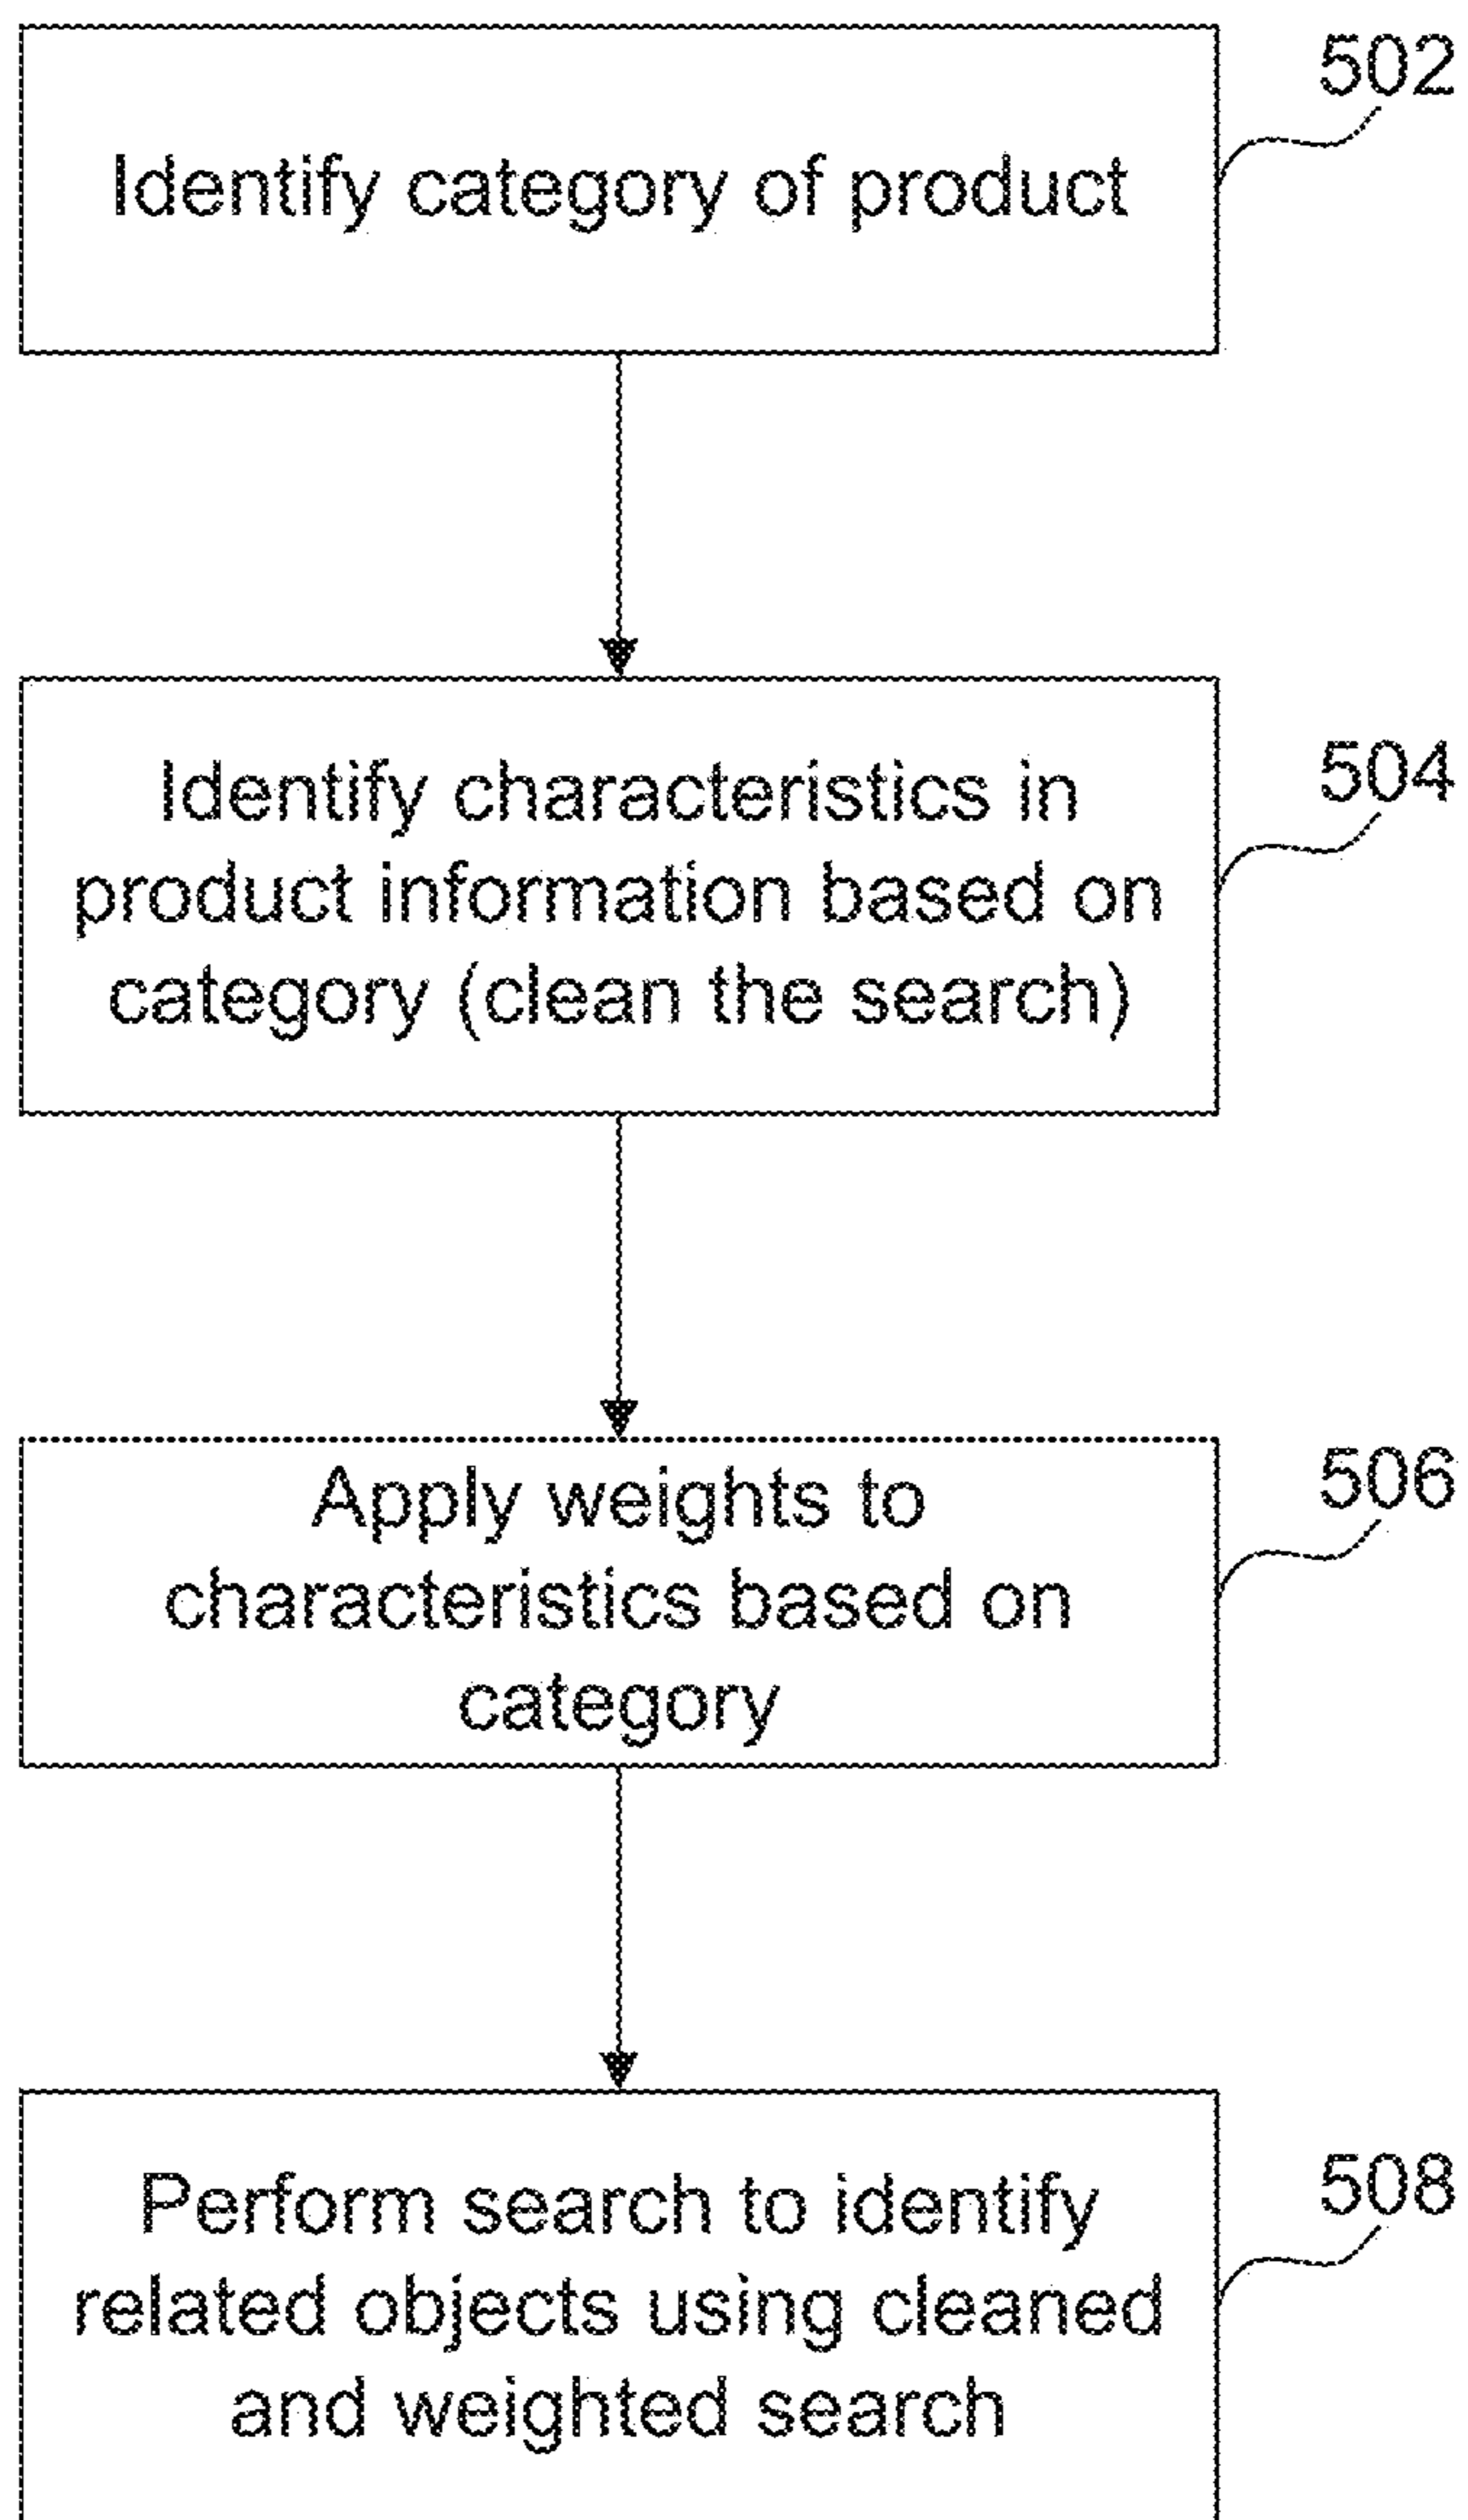 502
Identify category of product
504
Identify characteristics in
product information based on
category (clean the search)
506
Apply weights to
characteristics based on
category
508
Perform search to identify
related objects using cleaned
and weighted search